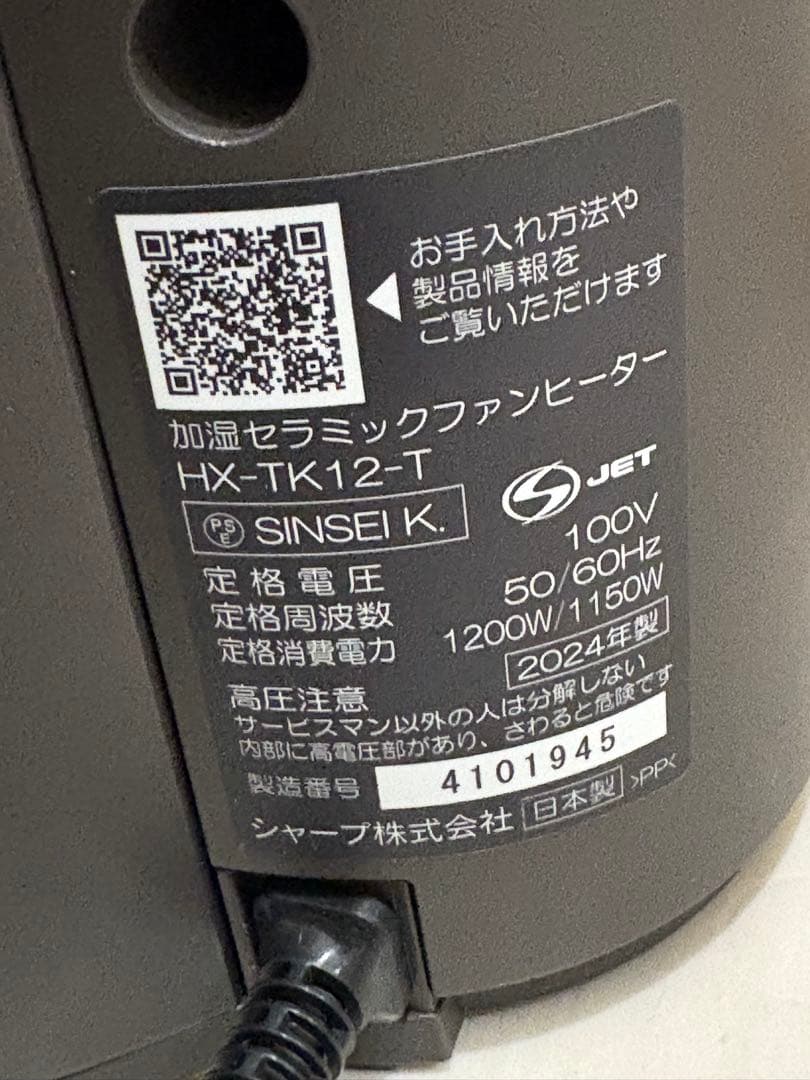 お手入れ方法や
製品情報を
ご覧いただけます
加湿セラミックファンヒーター
HX-TK12-T
S JET
PSE SINSEI K.
定格電圧 100V
定格周波数 50/60Hz
定格消費電力 1200W/1150W
2024年製
高圧注意
サービスマン以外の人は分解しない
内部に高電圧部があり、さわると危険です
製造番号 4101945
シャープ株式会社 日本製 >PP<